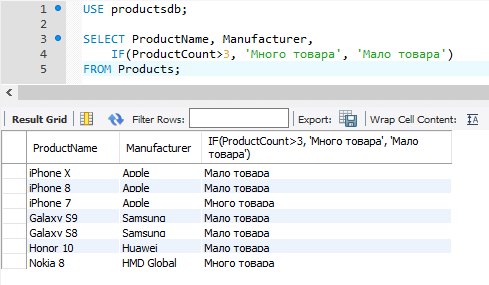 1 USE productsdb;
2
3 SELECT ProductName, Manufacturer,
4 IF(ProductCount>3, 'Много товара', 'Мало товара')
5 FROM Products;
Result Grid Filter Rows: Export: Wrap Cell Content:
ProductName Manufacturer IF(ProductCount>3, 'Много товара', 'Мало
товара')
iPhone X Apple Мало товара
iPhone 8 Apple Мало товара
iPhone 7 Apple Много товара
Galaxy S9 Samsung Мало товара
Galaxy S8 Samsung Мало товара
Honor 10 Huawei Мало товара
Nokia 8 HMD Global Много товара